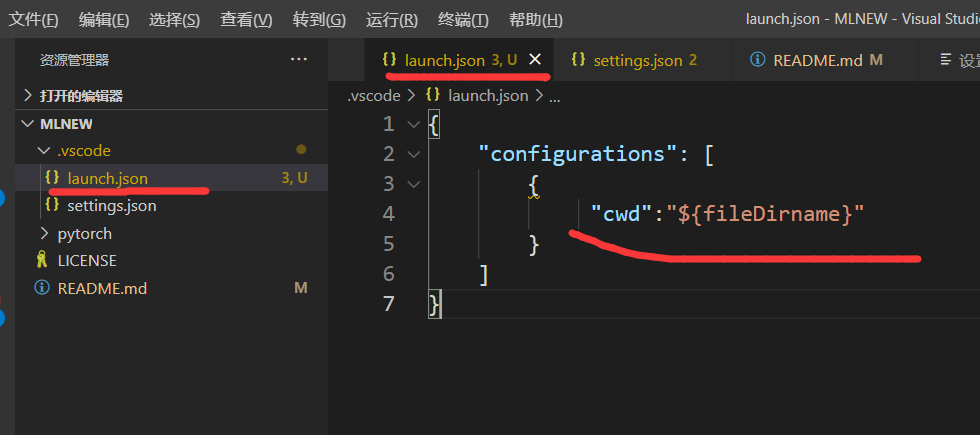 文件(F) 编辑(E) 选择(S) 查看(V) 转到(G) 运行(R) 终端(T) 帮助(H) launch.json - MLNEW - Visual Studi
资源管理器 ···
launch.json 3, U
settings.json 2
README.md M
设置
打开的编辑器
MLNEW
.vscode
launch.json 3, U
settings.json
pytorch
LICENSE
README.md M
.vscode > launch.json > ...
1 {
2 "configurations": [
3 {
4 "cwd":"${fileDirname}"
5 }
6 ]
7 }